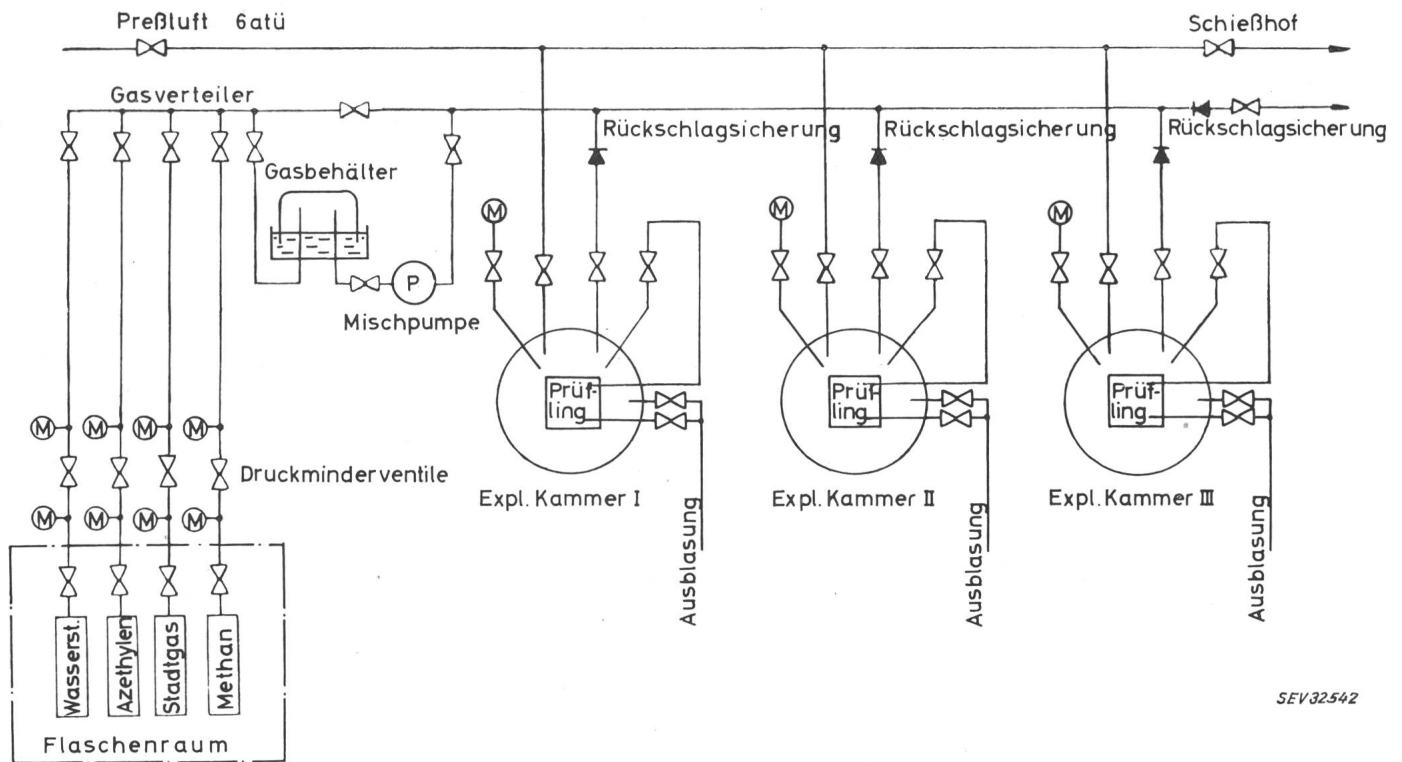 Preßluft 6atü
Schießhof
Gasverteiler
Rückschlagsicherung
Rückschlagsicherung
Rückschlagsicherung
Gasbehälter
M
M
M
P
Mischpumpe
Prüf-
ling
Prüf-
ling
Prüf-
ling
M
M
M
M
Druckminderventile
Expl. Kammer I
Expl. Kammer II
Expl. Kammer III
M
M
M
M
Ausblasung
Ausblasung
Ausblasung
Wasserst.
Azethylen
Stadtgas
Methan
Flaschenraum
SEV32542